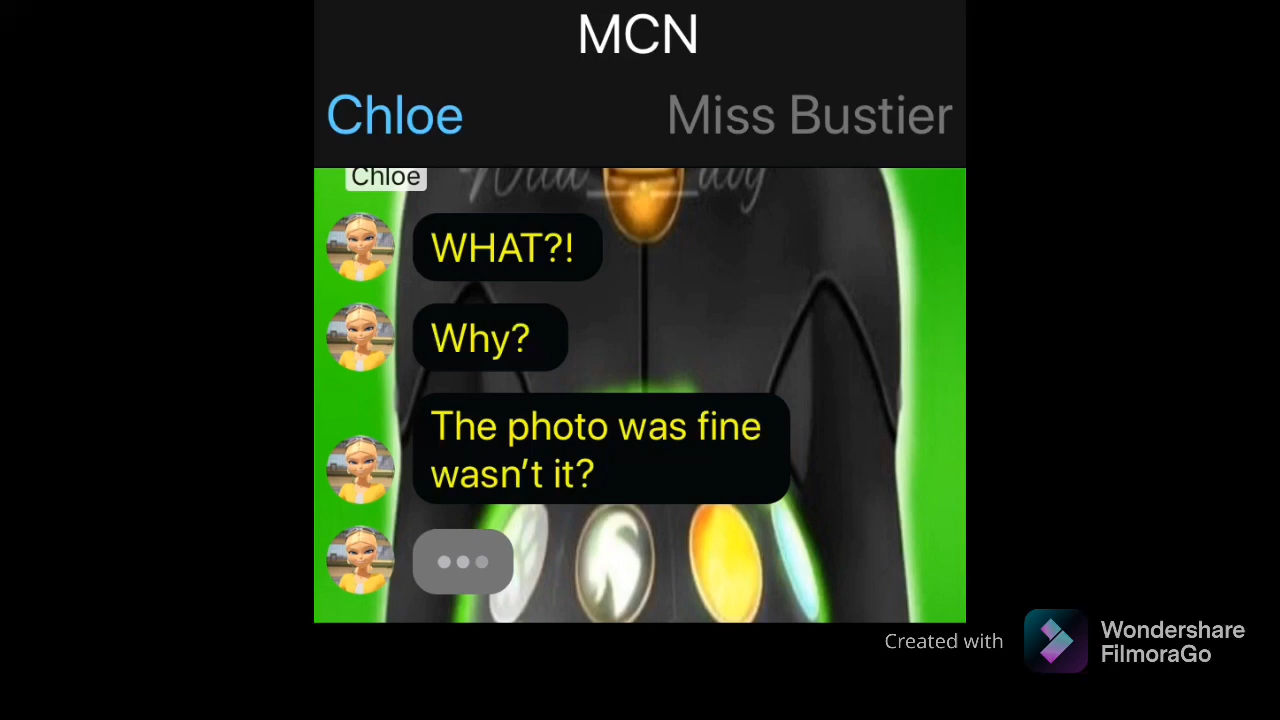 MCN
Chloe
Miss Bustier
Chloe
WHAT?!
Why?
The photo was fine
wasn't it?
Created with
Wondershare
FilmoraGo